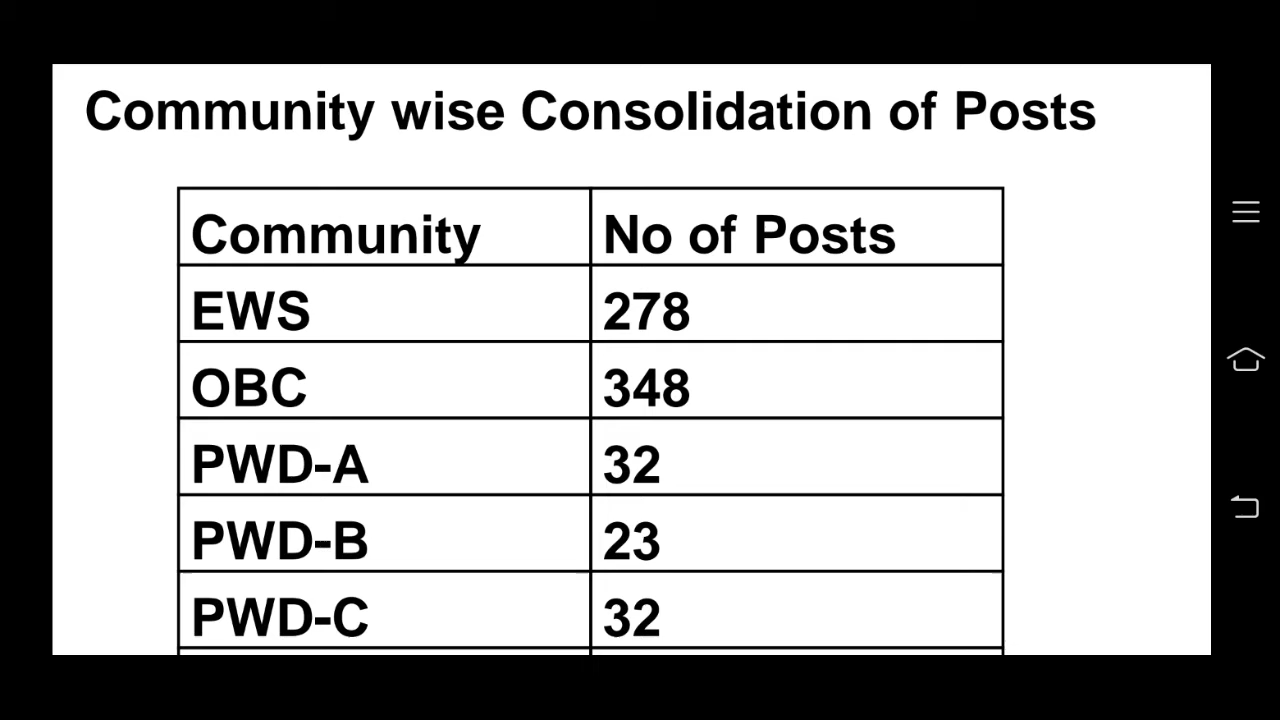 Community wise Consolidation of Posts
Community No of Posts
EWS 278
OBC 348
PWD-A 32
PWD-B 23
PWD-C 32